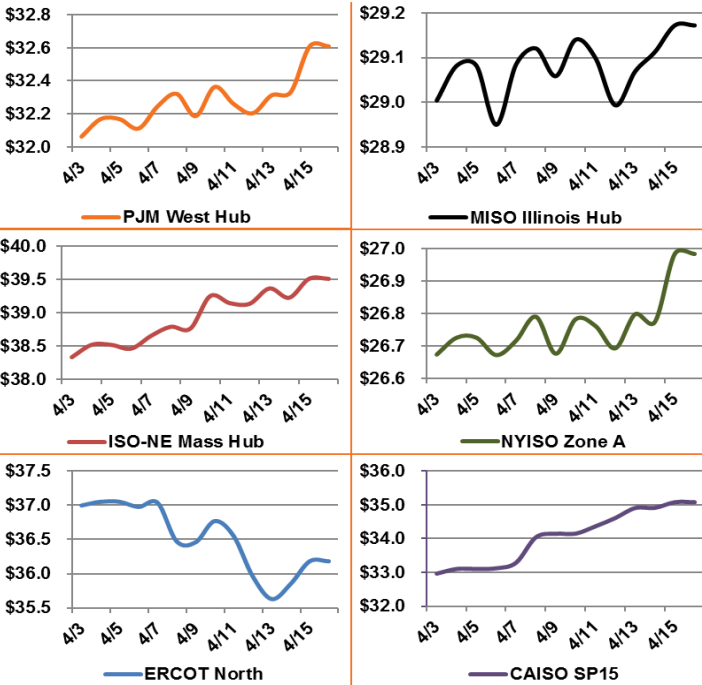 $32.8
$32.6
$32.4
$32.2
$32.0
4/3 4/5 4/7 4/9 4/11 4/13 4/15
PJM West Hub
$29.2
$29.1
$29.0
$28.9
4/3 4/5 4/7 4/9 4/11 4/13 4/15
MISO Illinois Hub
$40.0
$39.5
$39.0
$38.5
$38.0
4/3 4/5 4/7 4/9 4/11 4/13 4/15
ISO-NE Mass Hub
$27.0
$26.9
$26.8
$26.7
$26.6
4/3 4/5 4/7 4/9 4/11 4/13 4/15
NYISO Zone A
$37.5
$37.0
$36.5
$36.0
$35.5
4/3 4/5 4/7 4/9 4/11 4/13 4/15
ERCOT North
$36.0
$35.0
$34.0
$33.0
$32.0
4/3 4/5 4/7 4/9 4/11 4/13 4/15
CAISO SP15